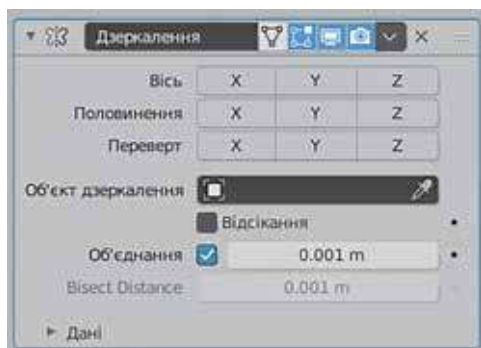 Дзеркалення
Вісь X Y Z
Половинення X Y Z
Переверт X Y Z
Об'єкт дзеркалення
Відсікання
Об'єднання 0.001 m
Bisect Distance 0.001 m
Дані